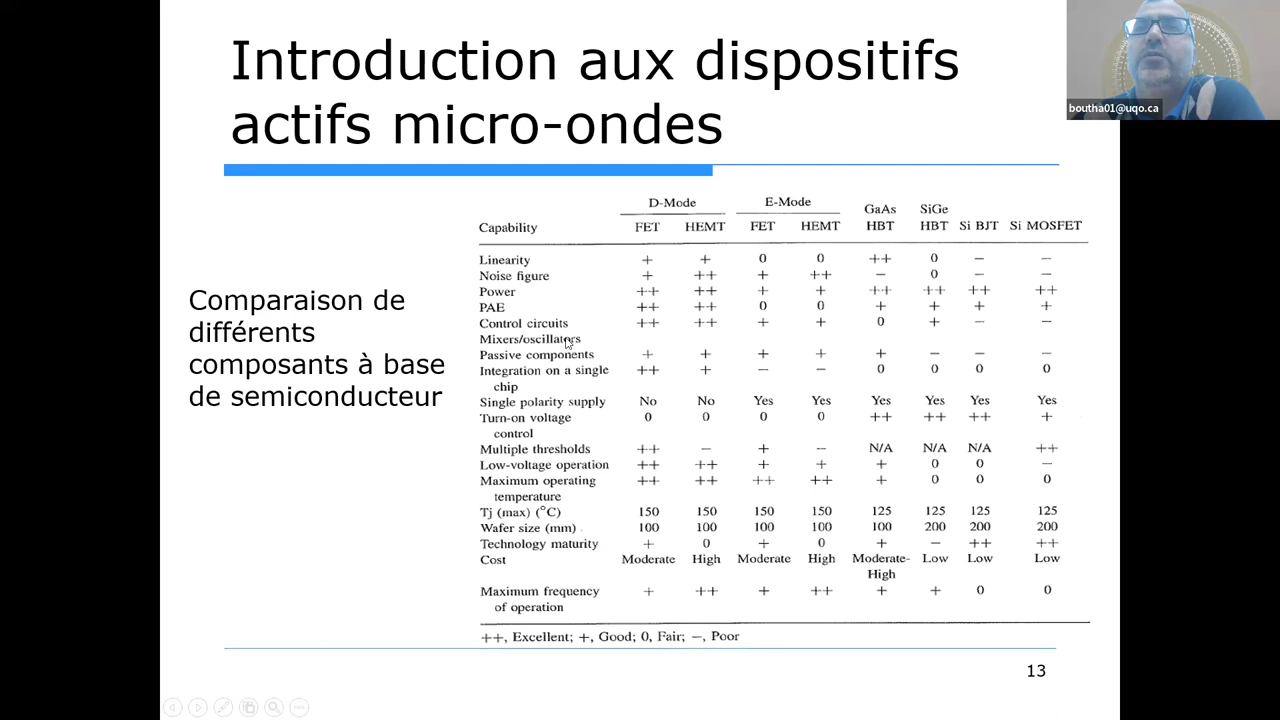 Introduction aux dispositifs
actifs micro-ondes
boutha01@uqo.ca
Comparaison de
différents
composants à base
de semiconducteur
D-Mode E-Mode GaAs SiGe
Capability FET HEMT FET HEMT HBT HBT Si BJT Si MOSFET
Linearity + + 0 0 ++ 0 − −
Noise figure + ++ + ++ − 0 − −
Power ++ ++ + + ++ ++ ++ ++
PAE ++ ++ 0 0 + + + +
Control circuits ++ ++ + + 0 + − −
Mixers/oscillators
Passive components + + + + + − − −
Integration on a single ++ + − − 0 0 0 0
chip
Single polarity supply No No Yes Yes Yes Yes Yes Yes
Turn-on voltage 0 0 0 0 ++ ++ ++ +
control
Multiple thresholds ++ − + − N/A N/A N/A ++
Low-voltage operation ++ ++ + + + 0 0 −
Maximum operating ++ ++ ++ ++ + 0 0 0
temperature
Tj (max) (°C) 150 150 150 150 125 125 125 125
Wafer size (mm) 100 100 100 100 100 200 200 200
Technology maturity + 0 + 0 + − ++ ++
Cost Moderate High Moderate High Moderate- Low Low Low
High
Maximum frequency + ++ + ++ + + 0 0
of operation
++, Excellent; +, Good; 0, Fair; −, Poor
13